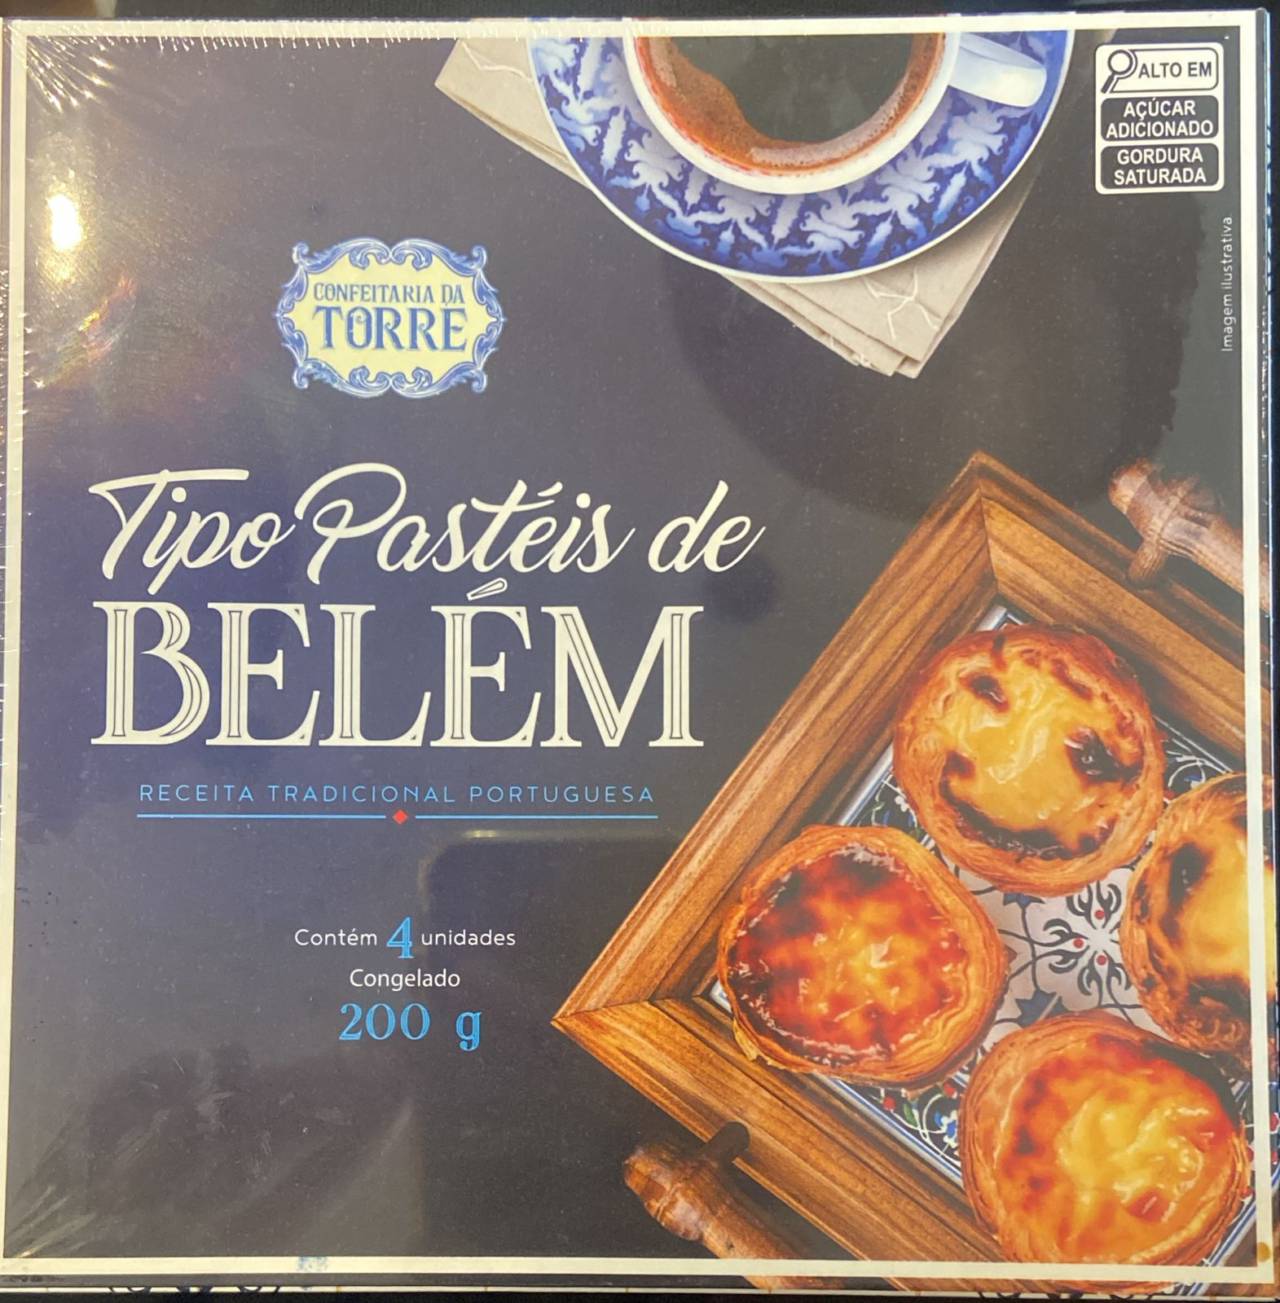 ALTO EM
AÇÚCAR
ADICIONADO
GORDURA
SATURADA
Imagem ilustrativa
CONFEITARIA DA
TORRE
Tipo Pastéis de
BELÉM
RECEITA TRADICIONAL PORTUGUESA
Contém 4 unidades
Congelado
200 g